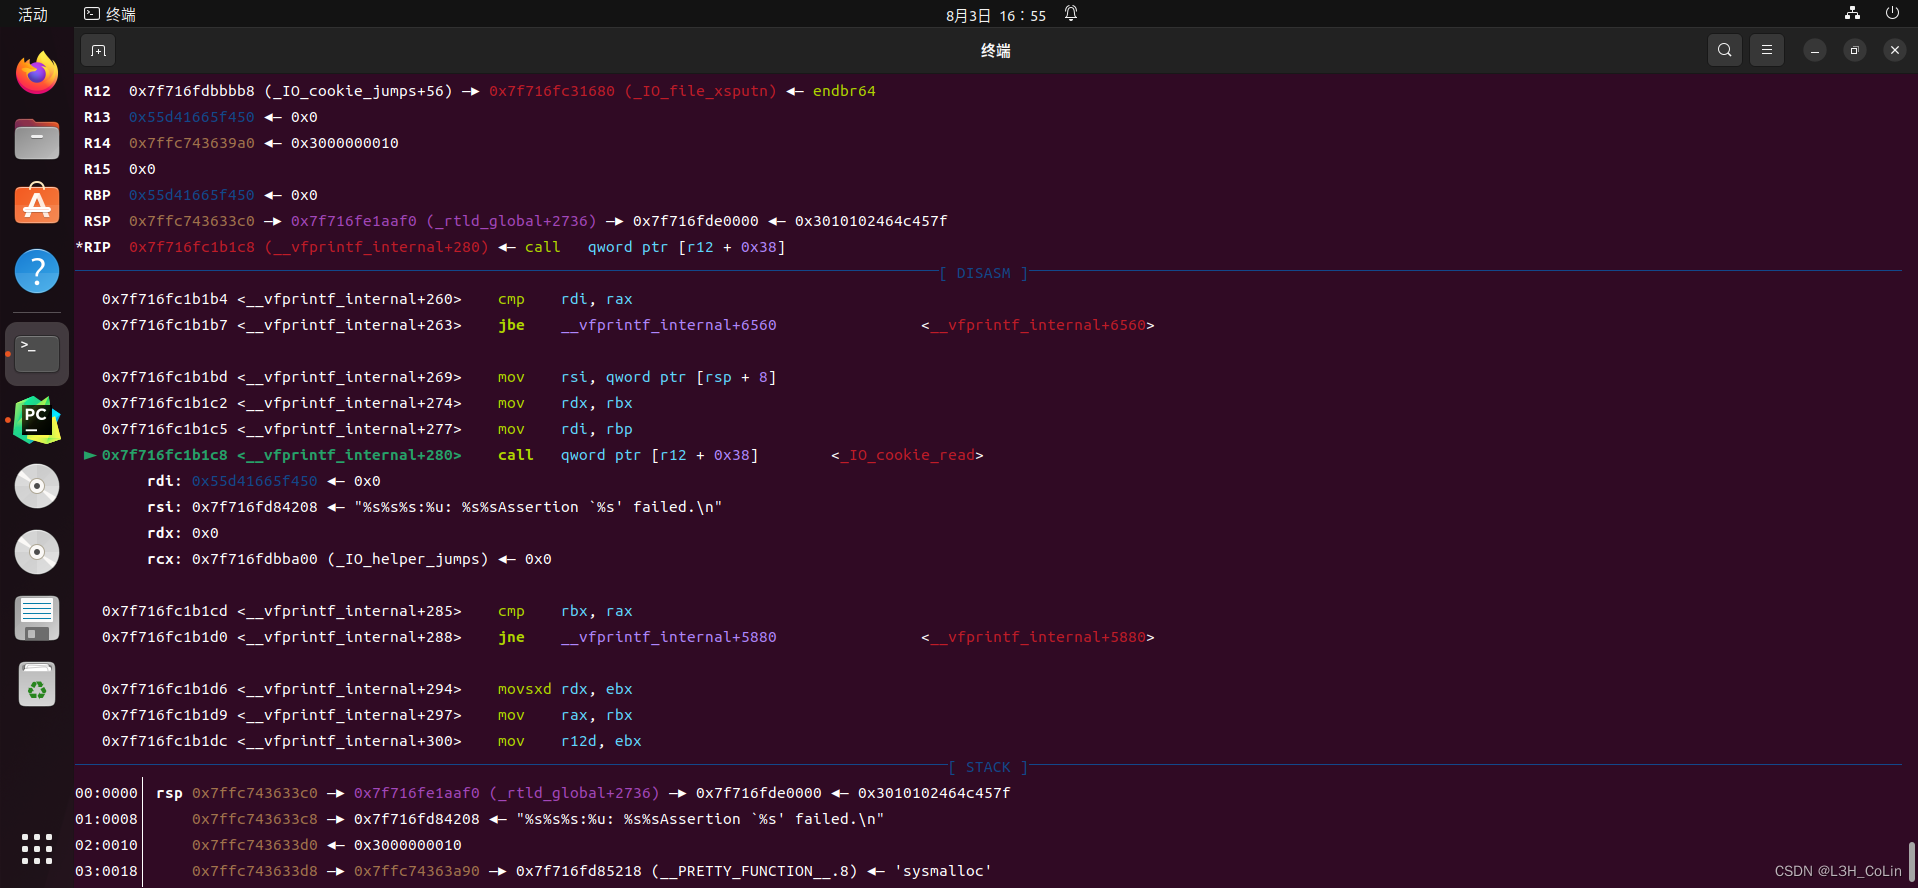 活动 终端 8月3日 16：55
终端
R12 0x7f716fdbbbb8 (_IO_cookie_jumps+56) —▸ 0x7f716fc31680 (_IO_file_xsputn) ◂— endbr64
R13 0x55d41665f450 ◂— 0x0
R14 0x7ffc743639a0 ◂— 0x3000000010
R15 0x0
RBP 0x55d41665f450 ◂— 0x0
RSP 0x7ffc743633c0 —▸ 0x7f716fe1aaf0 (_rtld_global+2736) —▸ 0x7f716fde0000 ◂— 0x3010102464c457f
*RIP 0x7f716fc1b1c8 (__vfprintf_internal+280) ◂— call qword ptr [r12 + 0x38]
[ DISASM ]
0x7f716fc1b1b4 <__vfprintf_internal+260> cmp rdi, rax
0x7f716fc1b1b7 <__vfprintf_internal+263> jbe __vfprintf_internal+6560 <__vfprintf_internal+6560>
0x7f716fc1b1bd <__vfprintf_internal+269> mov rsi, qword ptr [rsp + 8]
0x7f716fc1b1c2 <__vfprintf_internal+274> mov rdx, rbx
0x7f716fc1b1c5 <__vfprintf_internal+277> mov rdi, rbp
► 0x7f716fc1b1c8 <__vfprintf_internal+280> call qword ptr [r12 + 0x38] <_IO_cookie_read>
rdi: 0x55d41665f450 ◂— 0x0
rsi: 0x7f716fd84208 ◂— "%s%s%s:%u: %s%sAssertion `%s' failed.\n"
rdx: 0x0
rcx: 0x7f716fdbba00 (_IO_helper_jumps) ◂— 0x0
0x7f716fc1b1cd <__vfprintf_internal+285> cmp rbx, rax
0x7f716fc1b1d0 <__vfprintf_internal+288> jne __vfprintf_internal+5880 <__vfprintf_internal+5880>
0x7f716fc1b1d6 <__vfprintf_internal+294> movsxd rdx, ebx
0x7f716fc1b1d9 <__vfprintf_internal+297> mov rax, rbx
0x7f716fc1b1dc <__vfprintf_internal+300> mov r12d, ebx
[ STACK ]
00:0000│ rsp 0x7ffc743633c0 —▸ 0x7f716fe1aaf0 (_rtld_global+2736) —▸ 0x7f716fde0000 ◂— 0x3010102464c457f
01:0008│ 0x7ffc743633c8 —▸ 0x7f716fd84208 ◂— "%s%s%s:%u: %s%sAssertion `%s' failed.\n"
02:0010│ 0x7ffc743633d0 ◂— 0x3000000010
03:0018│ 0x7ffc743633d8 —▸ 0x7ffc74363a90 —▸ 0x7f716fd85218 (__PRETTY_FUNCTION__.8) ◂— 'sysmalloc'
>_
PC
CSDN @L3H_CoLin